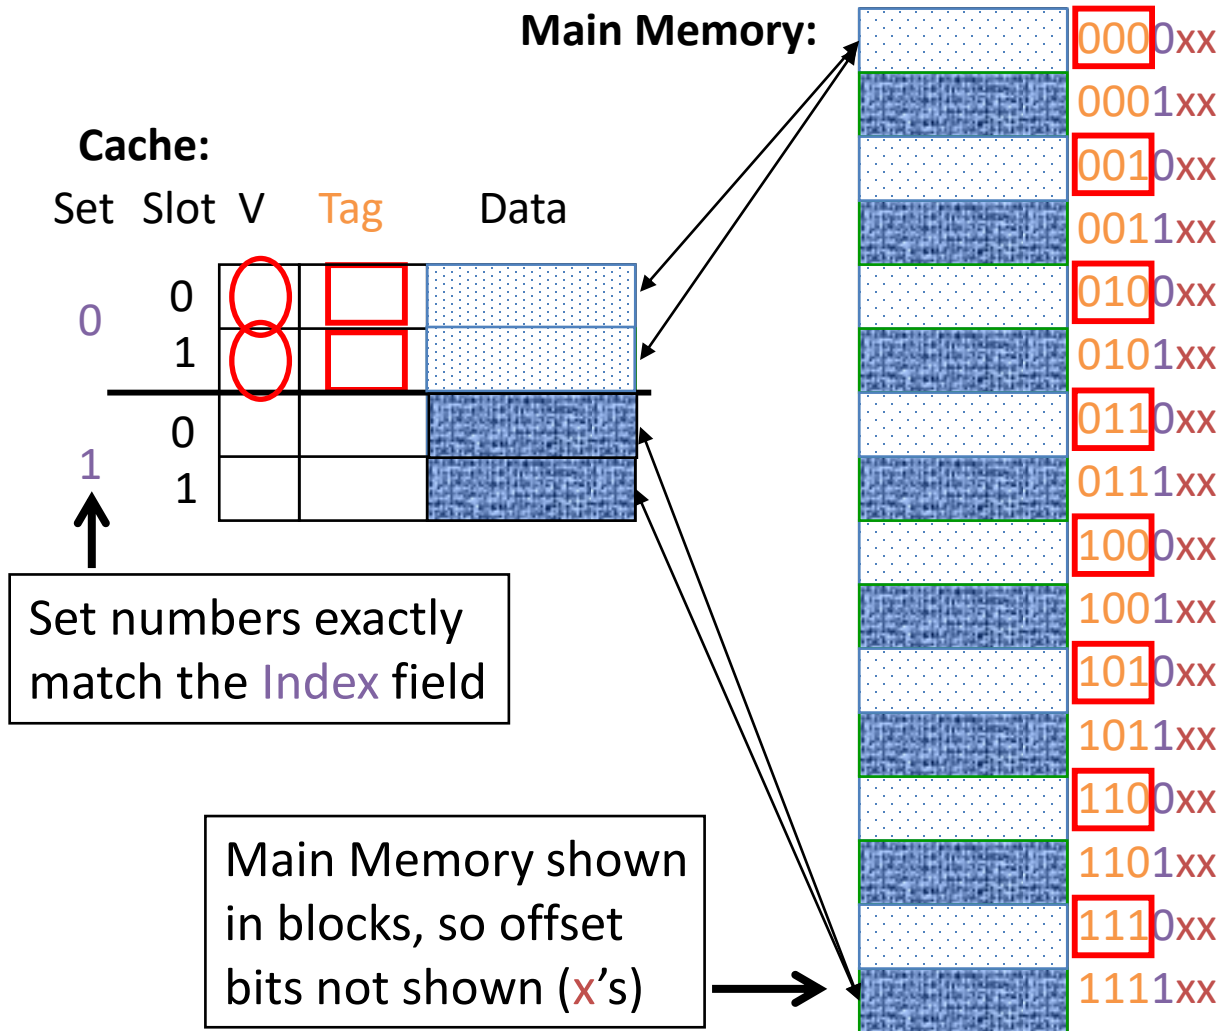 Main Memory:
Cache:
Set Slot V Tag Data
0
0
1
1
0
1
Set numbers exactly
match the Index field
Main Memory shown
in blocks, so offset
bits not shown (x's)
0000xx
0001xx
0010xx
0011xx
0100xx
0101xx
0110xx
0111xx
1000xx
1001xx
1010xx
1011xx
1100xx
1101xx
1110xx
1111xx